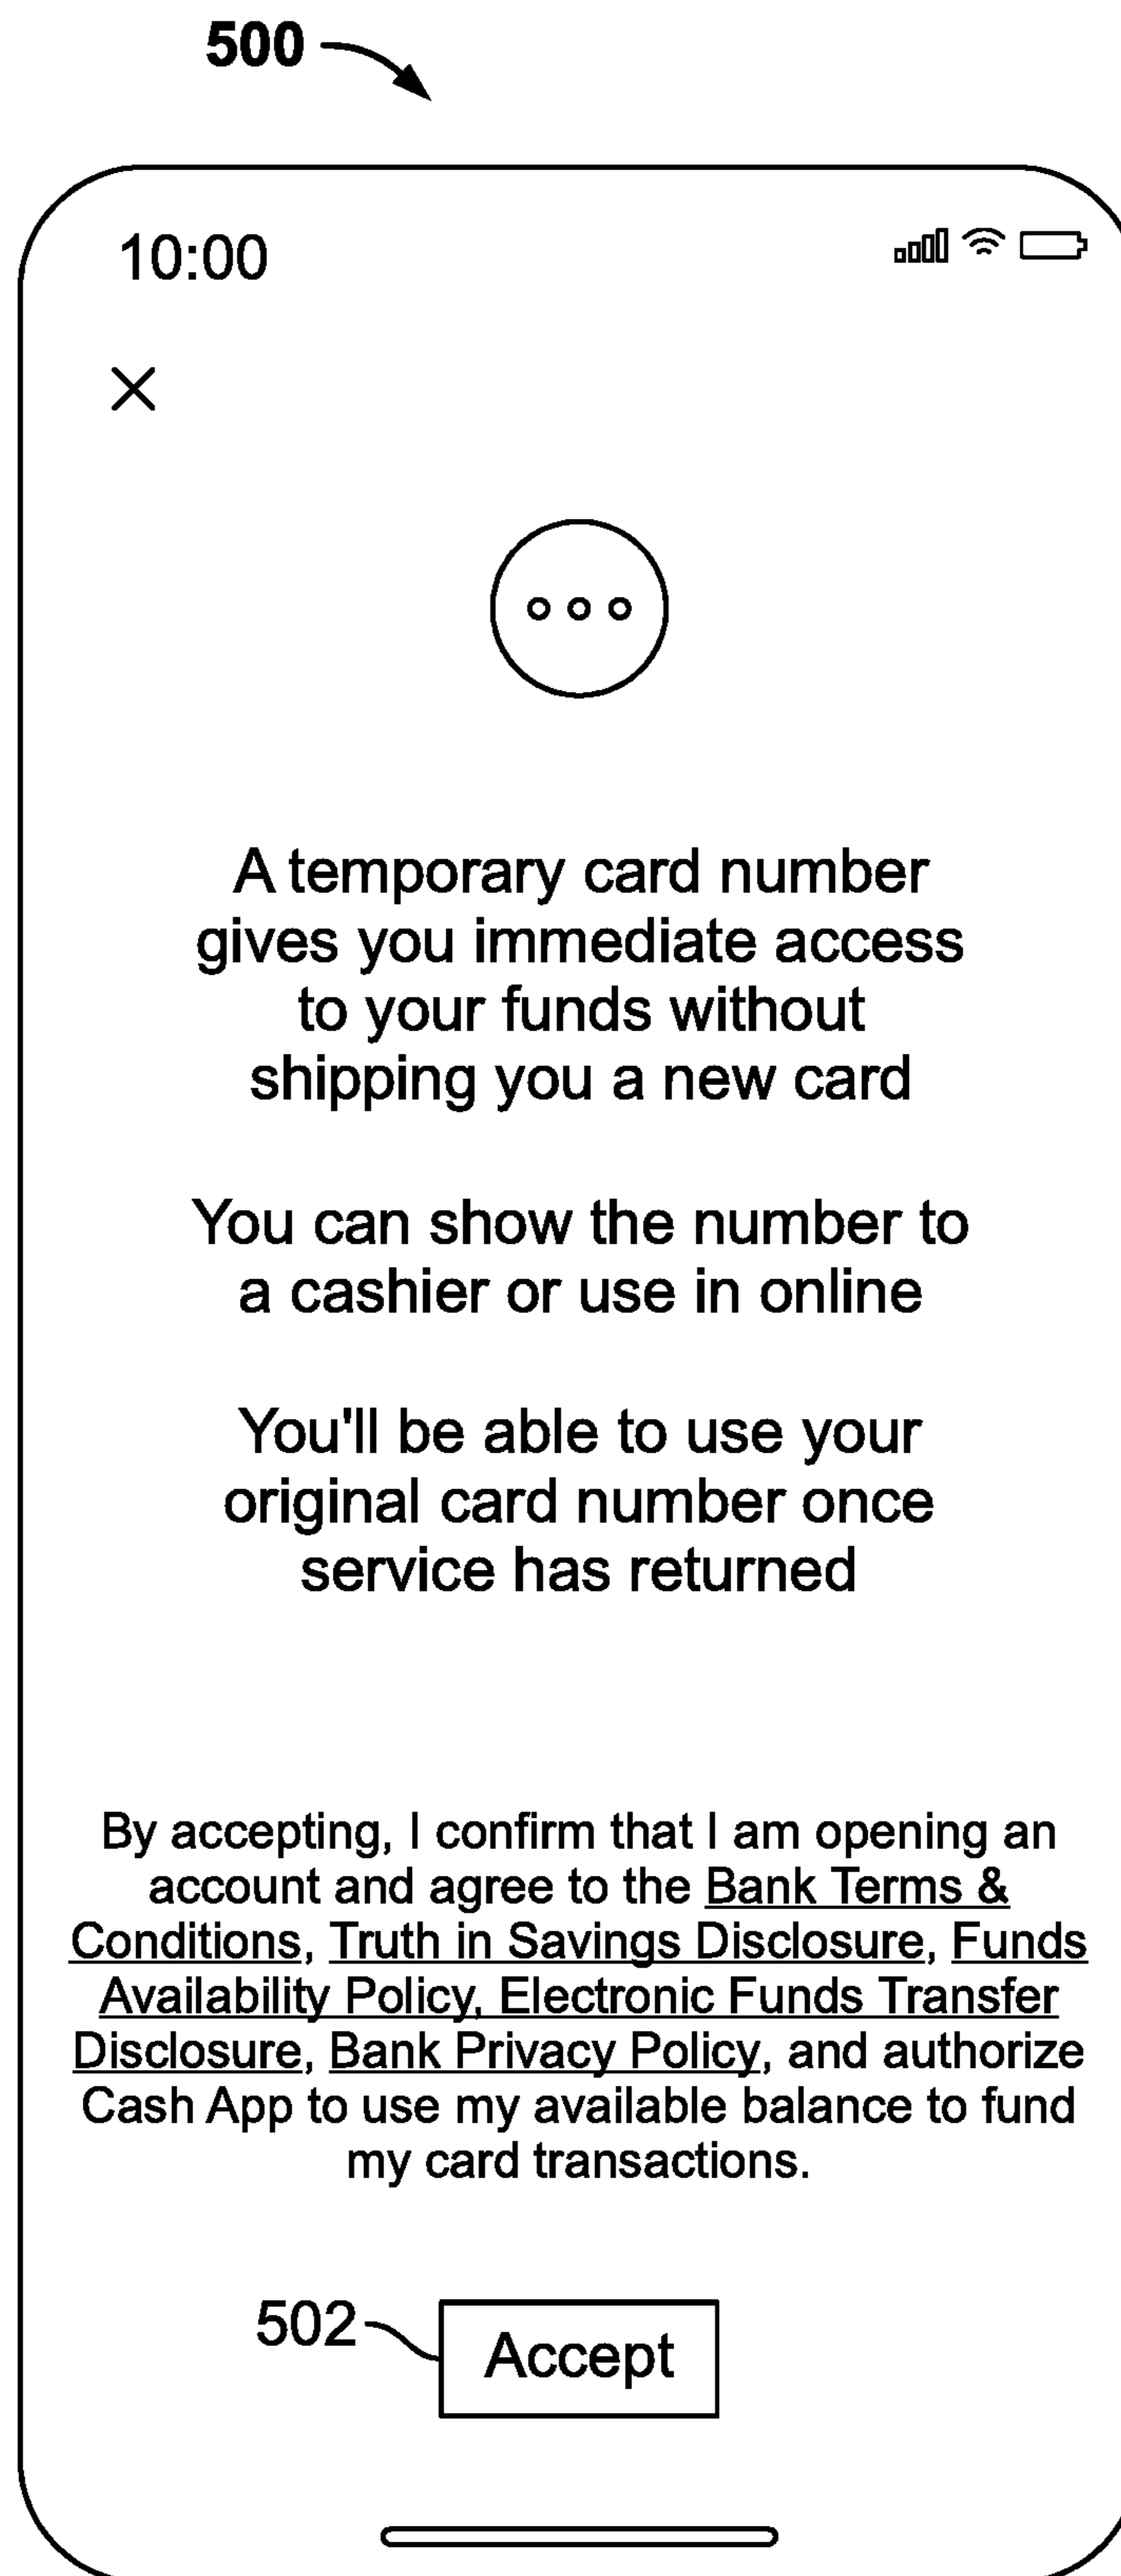 500
10:00
A temporary card number
gives you immediate access
to your funds without
shipping you a new card
You can show the number to
a cashier or use in online
You'll be able to use your
original card number once
service has returned
By accepting, I confirm that I am opening an
account and agree to the Bank Terms &
Conditions, Truth in Savings Disclosure, Funds
Availability Policy, Electronic Funds Transfer
Disclosure, Bank Privacy Policy, and authorize
Cash App to use my available balance to fund
my card transactions.
502
Accept